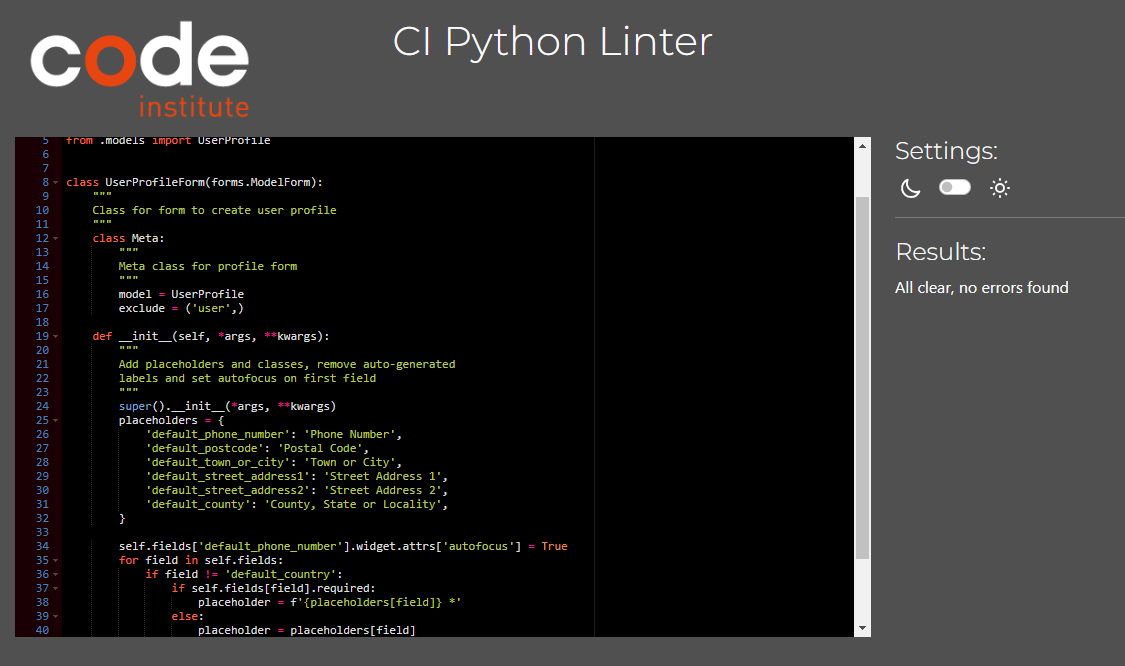 code
institute
CI Python Linter
5 from .models import UserProfile
6
7
8 class UserProfileForm(forms.ModelForm):
9     """
10     Class for form to create user profile
11     """
12     class Meta:
13         """
14         Meta class for profile form
15         """
16         model = UserProfile
17         exclude = ('user',)
18
19     def __init__(self, *args, **kwargs):
20         """
21         Add placeholders and classes, remove auto-generated
22         labels and set autofocus on first field
23         """
24         super().__init__(*args, **kwargs)
25         placeholders = {
26             'default_phone_number': 'Phone Number',
27             'default_postcode': 'Postal Code',
28             'default_town_or_city': 'Town or City',
29             'default_street_address1': 'Street Address 1',
30             'default_street_address2': 'Street Address 2',
31             'default_county': 'County, State or Locality',
32         }
33
34         self.fields['default_phone_number'].widget.attrs['autofocus'] = True
35         for field in self.fields:
36             if field != 'default_country':
37                 if self.fields[field].required:
38                     placeholder = f'{placeholders[field]} *'
39                 else:
40                     placeholder = placeholders[field]
Settings:
Results:
All clear, no errors found